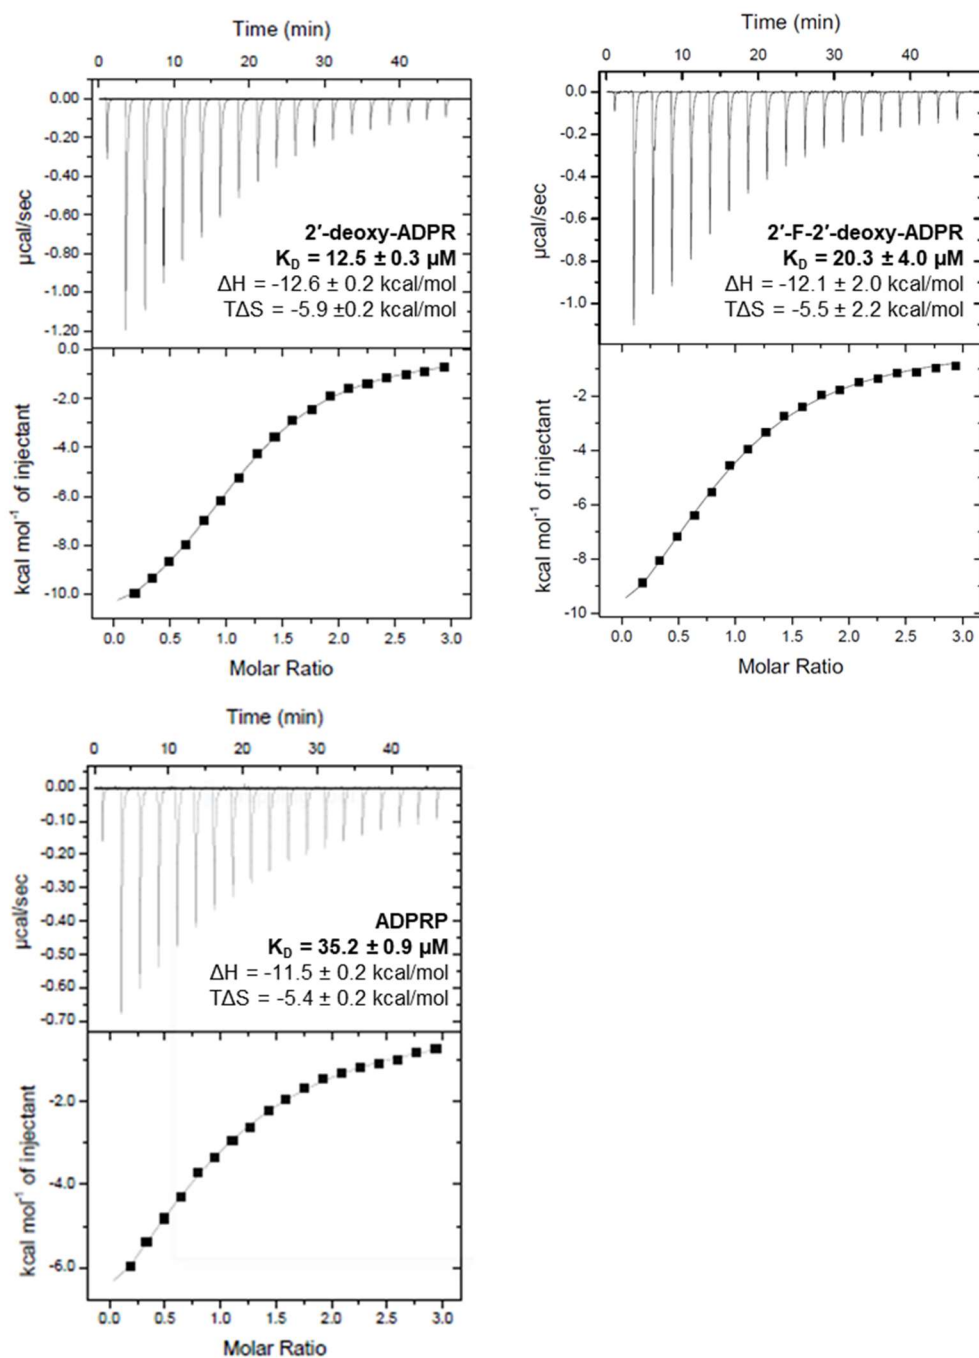 Time (min)
0 10 20 30 40
0.00
-0.20
-0.40
-0.60
-0.80
-1.00
-1.20
µcal/sec
2′-deoxy-ADPR
K_D = 12.5 ± 0.3 µM
ΔH = -12.6 ± 0.2 kcal/mol
TΔS = -5.9 ±0.2 kcal/mol
0.0
-2.0
-4.0
-6.0
-8.0
-10.0
kcal mol⁻¹ of injectant
0.0 0.5 1.0 1.5 2.0 2.5 3.0
Molar Ratio
Time (min)
0 10 20 30 40
0.0
-0.2
-0.4
-0.6
-0.8
-1.0
µcal/sec
2′-F-2′-deoxy-ADPR
K_D = 20.3 ± 4.0 µM
ΔH = -12.1 ± 2.0 kcal/mol
TΔS = -5.5 ± 2.2 kcal/mol
-2
-4
-6
-8
-10
kcal mol⁻¹ of injectant
0.0 0.5 1.0 1.5 2.0 2.5 3.0
Molar Ratio
Time (min)
0 10 20 30 40
0.00
-0.10
-0.20
-0.30
-0.40
-0.50
-0.60
-0.70
µcal/sec
ADPRP
K_D = 35.2 ± 0.9 µM
ΔH = -11.5 ± 0.2 kcal/mol
TΔS = -5.4 ± 0.2 kcal/mol
-2.0
-4.0
-6.0
kcal mol⁻¹ of injectant
0.0 0.5 1.0 1.5 2.0 2.5 3.0
Molar Ratio